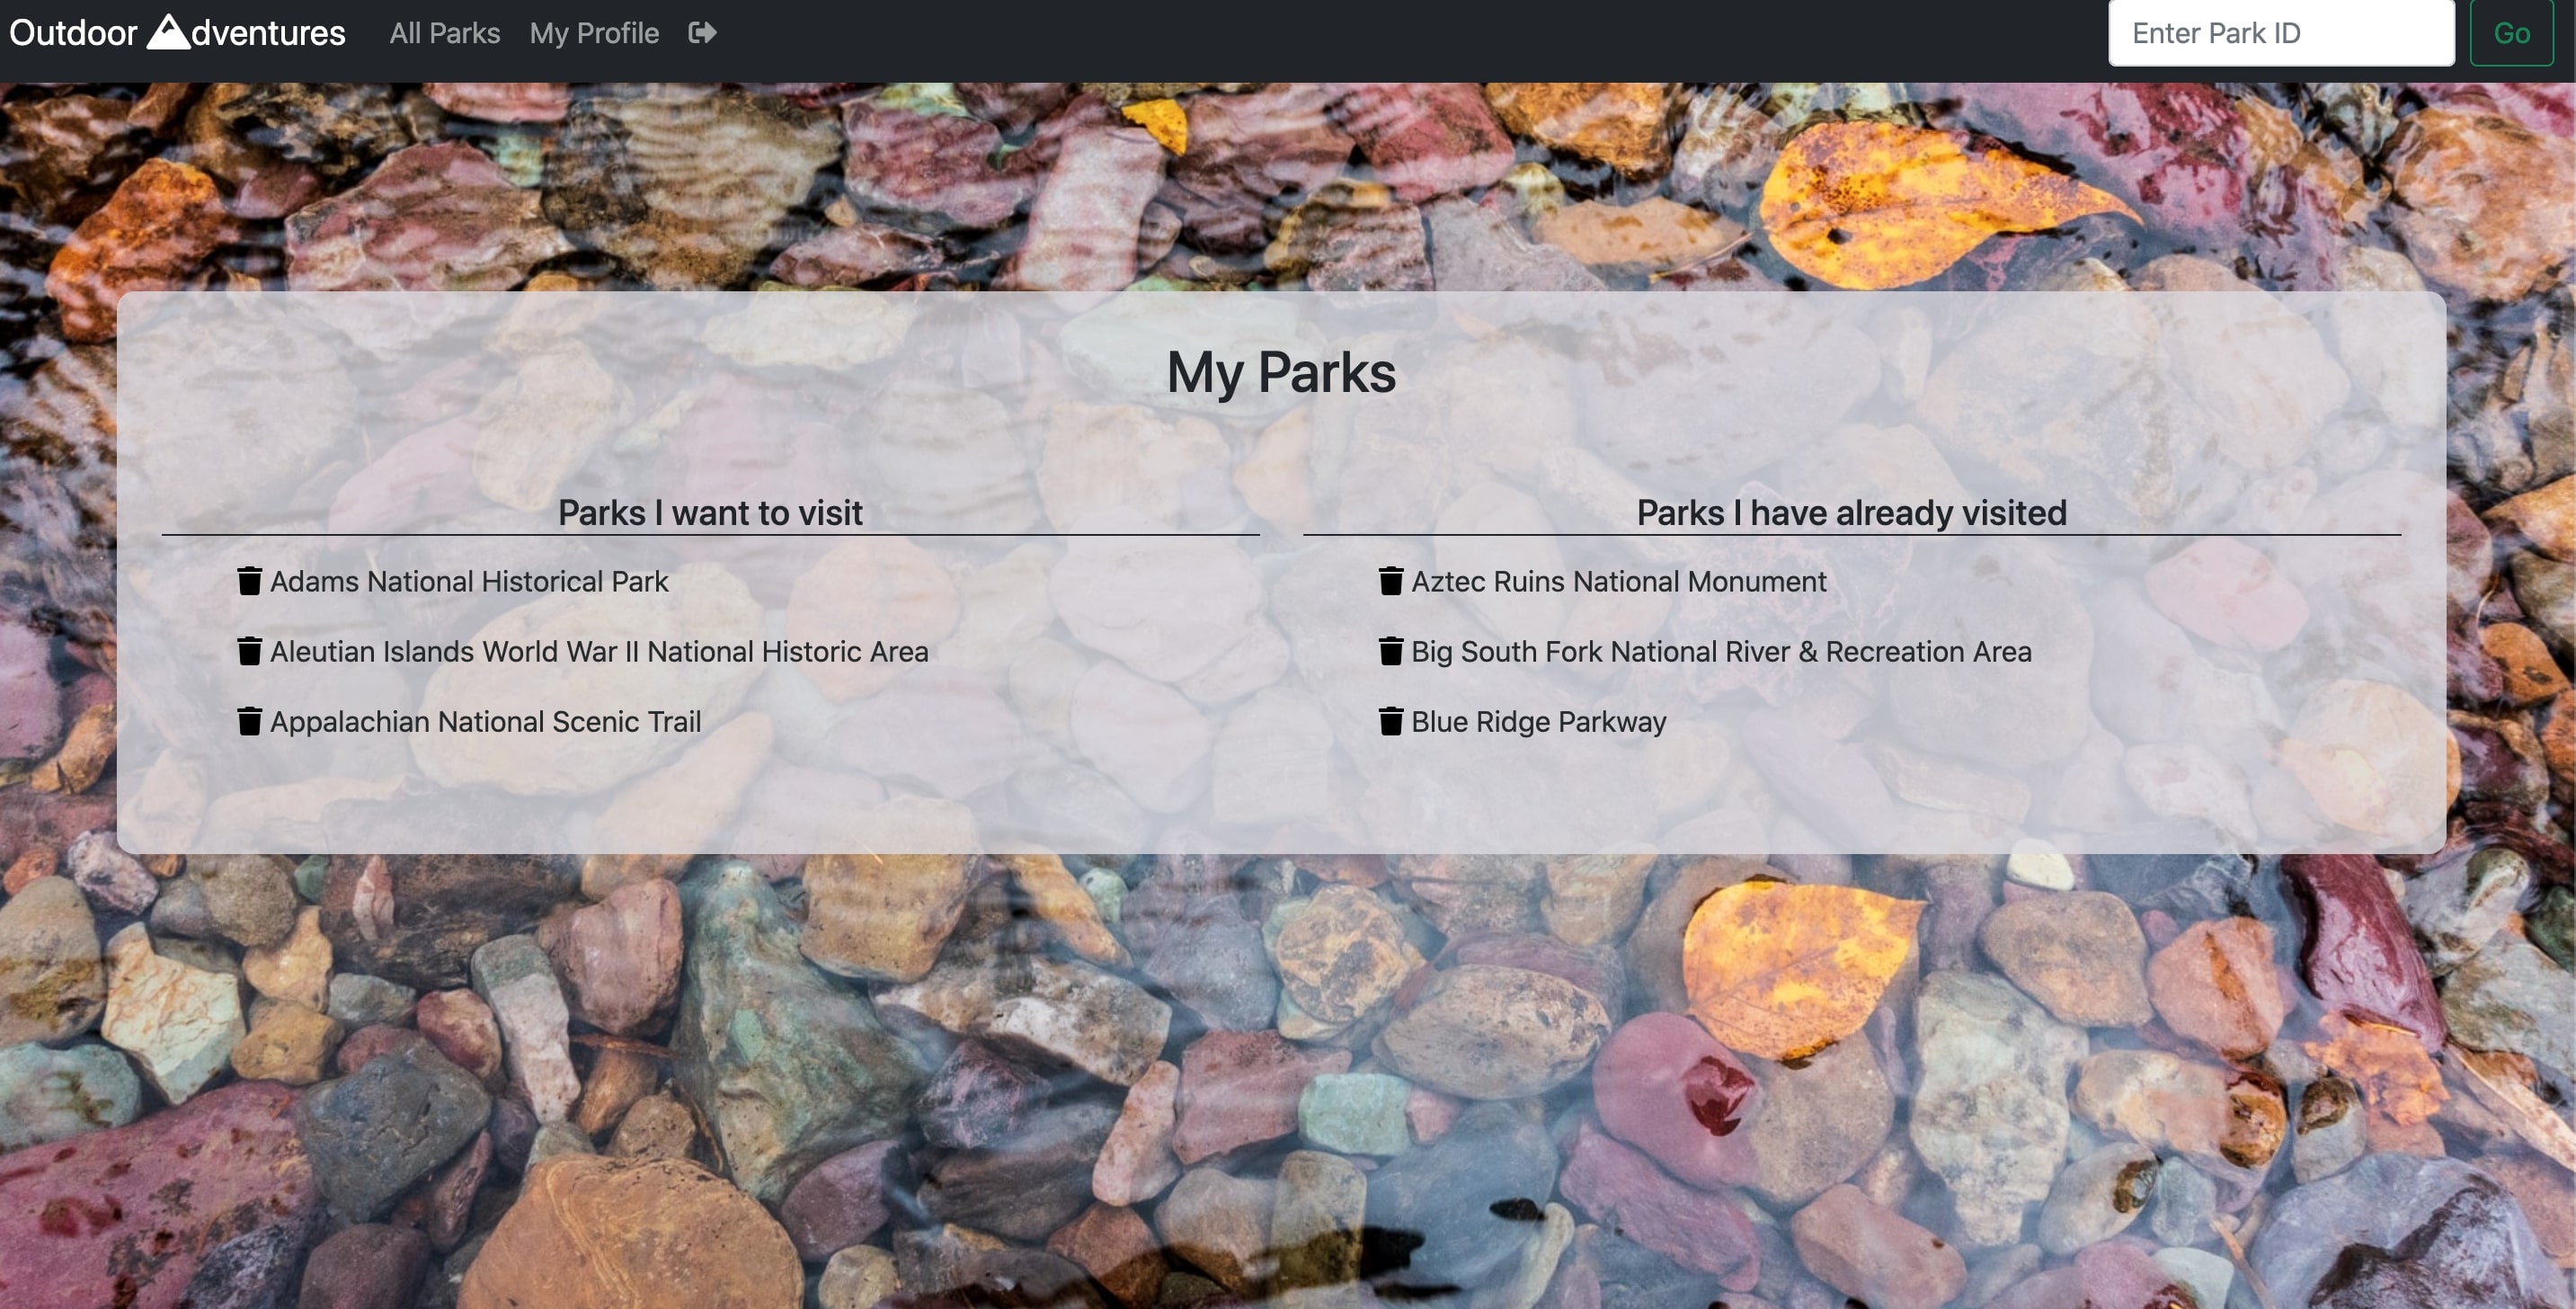 Outdoor Adventures All Parks My Profile Enter Park ID Go
My Parks
Parks I want to visit
Adams National Historical Park
Aleutian Islands World War II National Historic Area
Appalachian National Scenic Trail
Parks I have already visited
Aztec Ruins National Monument
Big South Fork National River & Recreation Area
Blue Ridge Parkway